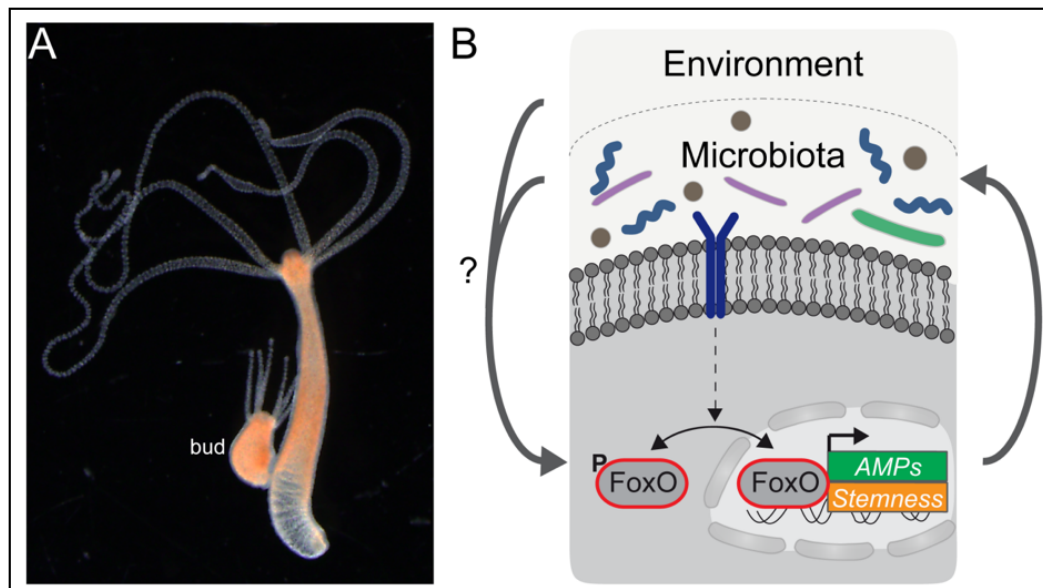 A
bud
B
Environment
Microbiota
?
P
FoxO
FoxO
AMPs
Stemness